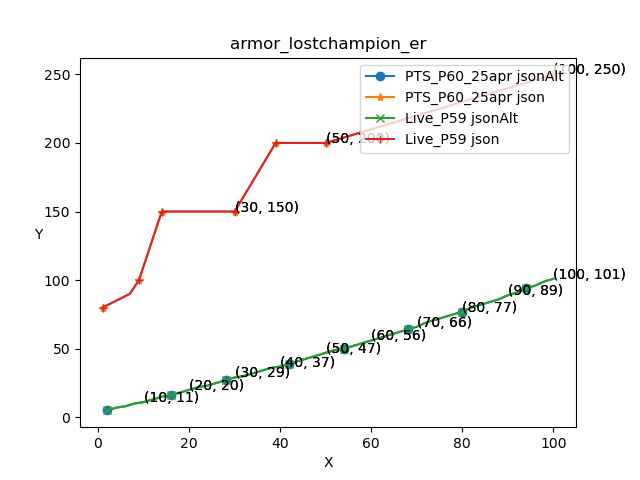 armor_lostchampion_er
PTS_P60_25apr jsonAlt
PTS_P60_25apr json
Live_P59 jsonAlt
Live_P59 json
(100, 250)
(50, 200)
(30, 150)
(100, 101)
(90, 89)
(80, 77)
(70, 66)
(60, 56)
(50, 47)
(40, 37)
(30, 29)
(20, 20)
(10, 11)
Y
250
200
150
100
50
0
0 20 40 60 80 100
X